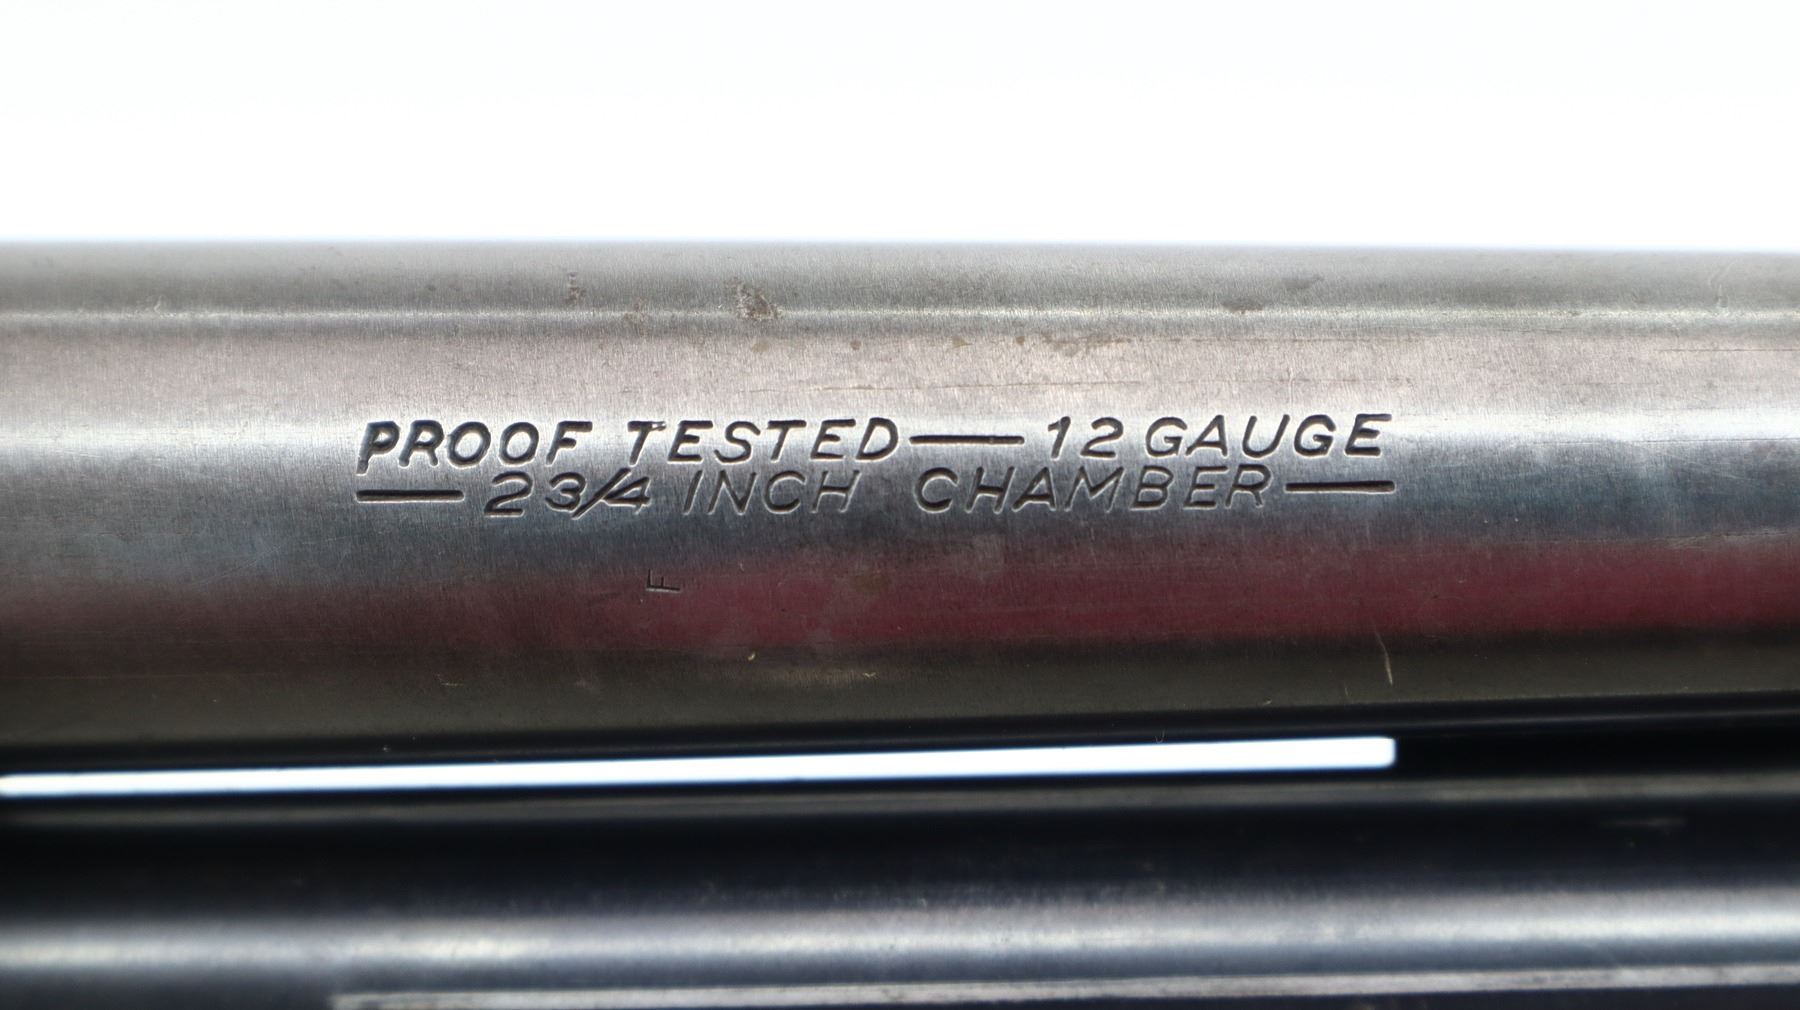 PROOF TESTED — 12 GAUGE
— 2 3/4 INCH CHAMBER —
F